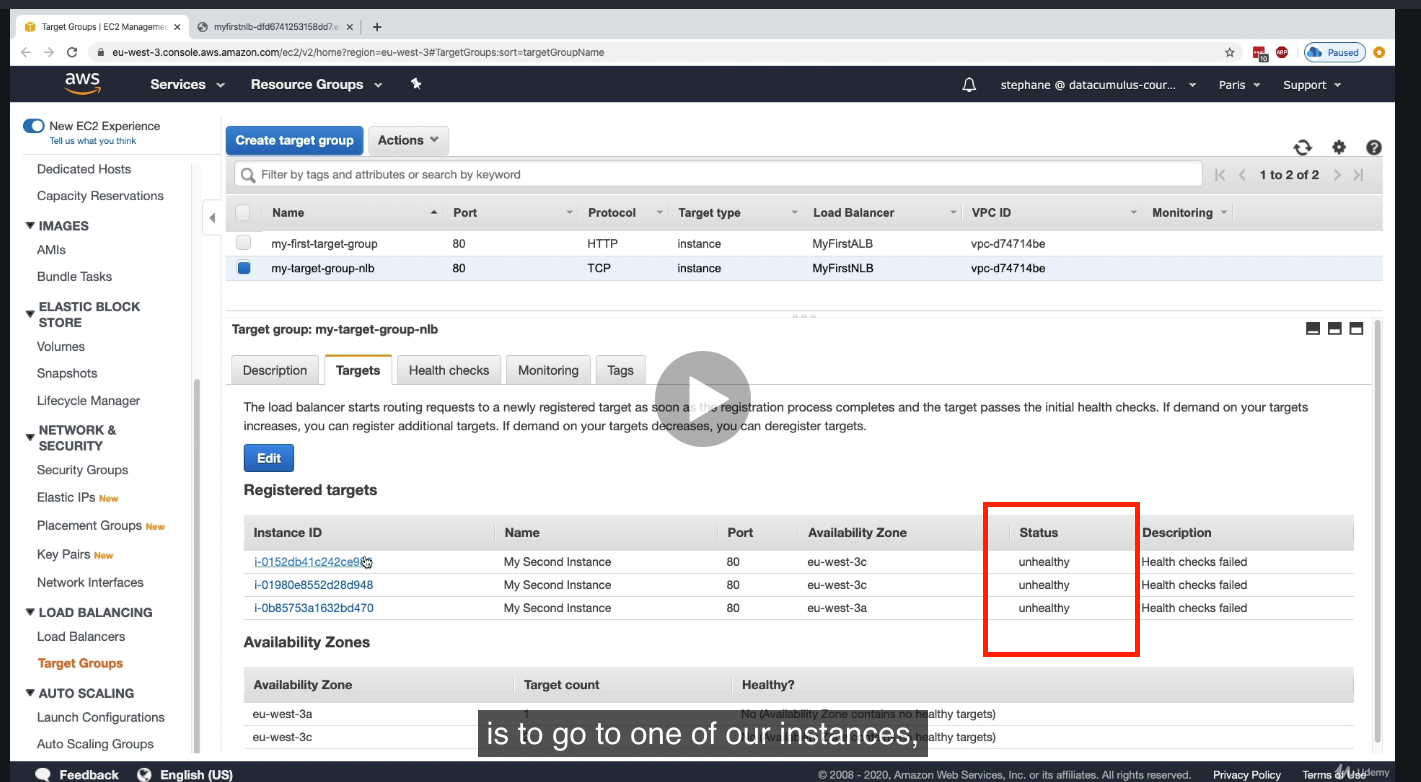 Target Groups | EC2 Managemen
myfirstnlb-dfd6741253158dd7.e
eu-west-3.console.aws.amazon.com/ec2/v2/home?region=eu-west-3#TargetGroups:sort=targetGroupName
10
ABP
Paused
aws
Services
Resource Groups
stephane @ datacumulus-cour...
Paris
Support
New EC2 Experience
Tell us what you think
Dedicated Hosts
Capacity Reservations
IMAGES
AMIs
Bundle Tasks
ELASTIC BLOCK
STORE
Volumes
Snapshots
Lifecycle Manager
NETWORK &
SECURITY
Security Groups
Elastic IPs New
Placement Groups New
Key Pairs New
Network Interfaces
LOAD BALANCING
Load Balancers
Target Groups
AUTO SCALING
Launch Configurations
Auto Scaling Groups
Create target group
Actions
Filter by tags and attributes or search by keyword
1 to 2 of 2
Name Port Protocol Target type Load Balancer VPC ID Monitoring
my-first-target-group 80 HTTP instance MyFirstALB vpc-d74714be
my-target-group-nlb 80 TCP instance MyFirstNLB vpc-d74714be
Target group: my-target-group-nlb
Description Targets Health checks Monitoring Tags
The load balancer starts routing requests to a newly registered target as soon as the registration process completes and the target passes the initial health checks. If demand on your targets
increases, you can register additional targets. If demand on your targets decreases, you can deregister targets.
Edit
Registered targets
Instance ID Name Port Availability Zone Status Description
My Second Instance 80 eu-west-3c unhealthy Health checks failed
i-01980e8552d28d948 My Second Instance 80 eu-west-3c unhealthy Health checks failed
i-0b85753a1632bd470 My Second Instance 80 eu-west-3a unhealthy Health checks failed
Availability Zones
Availability Zone Target count Healthy?
eu-west-3a 1 No (Availability Zone contains no healthy targets)
eu-west-3c healthy targets)
is to go to one of our instances,
Feedback
English (US)
© 2008 - 2020, Amazon Web Services, Inc. or its affiliates. All rights reserved.
Privacy Policy
Terms of Use
Udemy